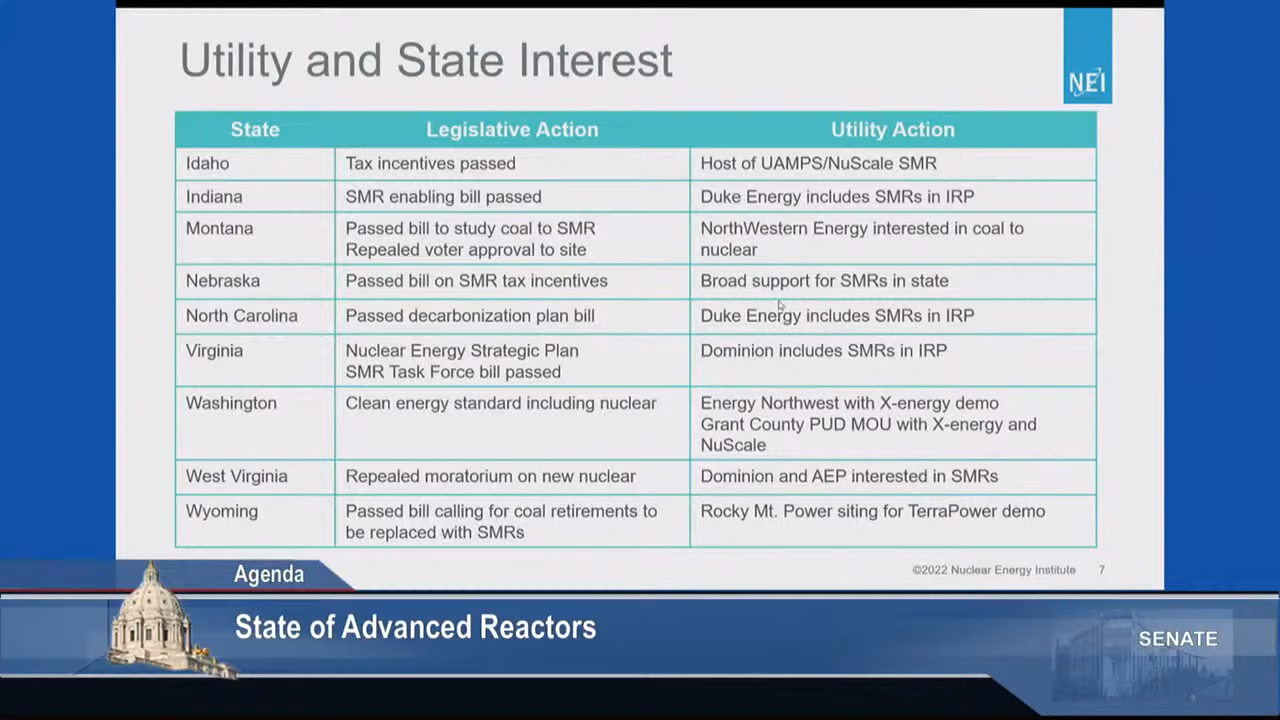 Utility and State Interest
NEI
State Legislative Action Utility Action
Idaho Tax incentives passed Host of UAMPS/NuScale SMR
Indiana SMR enabling bill passed Duke Energy includes SMRs in IRP
Montana Passed bill to study coal to SMR NorthWestern Energy interested in coal to
Repealed voter approval to site nuclear
Nebraska Passed bill on SMR tax incentives Broad support for SMRs in state
North Carolina Passed decarbonization plan bill Duke Energy includes SMRs in IRP
Virginia Nuclear Energy Strategic Plan Dominion includes SMRs in IRP
SMR Task Force bill passed
Washington Clean energy standard including nuclear Energy Northwest with X-energy demo
Grant County PUD MOU with X-energy and
NuScale
West Virginia Repealed moratorium on new nuclear Dominion and AEP interested in SMRs
Wyoming Passed bill calling for coal retirements to Rocky Mt. Power siting for TerraPower demo
be replaced with SMRs
©2022 Nuclear Energy Institute 7
Agenda
State of Advanced Reactors
SENATE